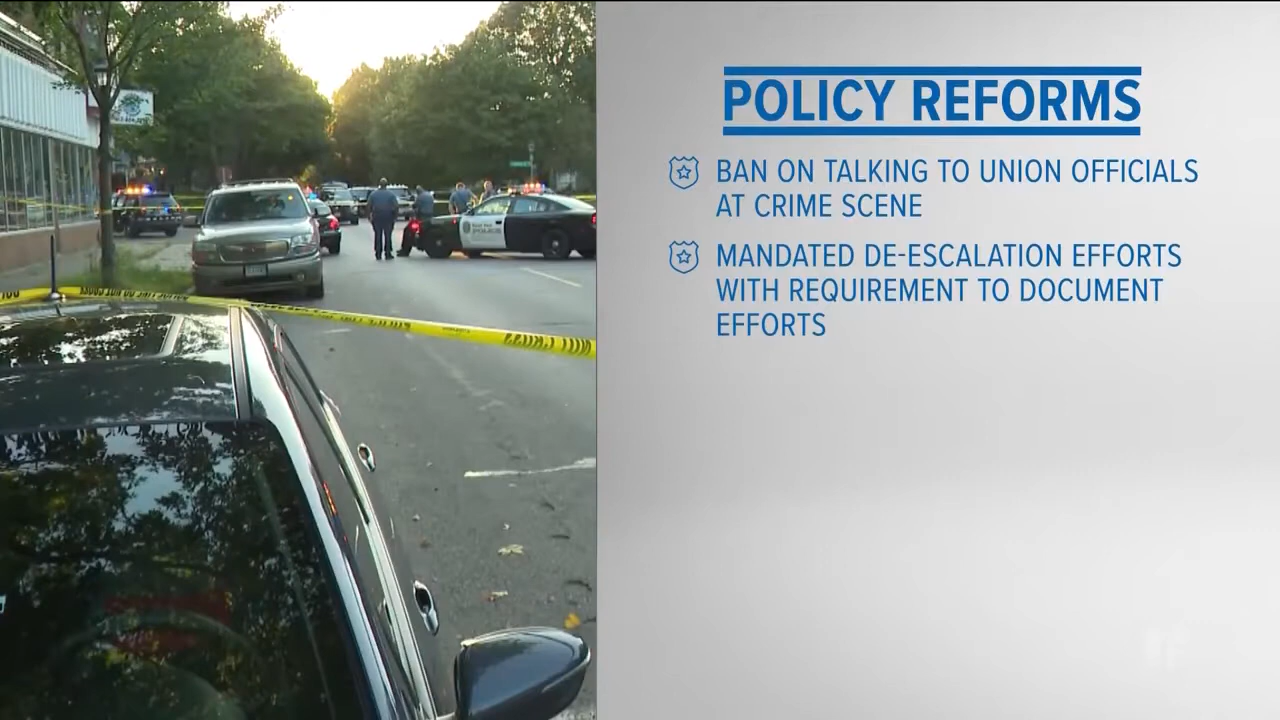 POLICY REFORMS
BAN ON TALKING TO UNION OFFICIALS
AT CRIME SCENE
MANDATED DE-ESCALATION EFFORTS
WITH REQUIREMENT TO DOCUMENT
EFFORTS
POLICE